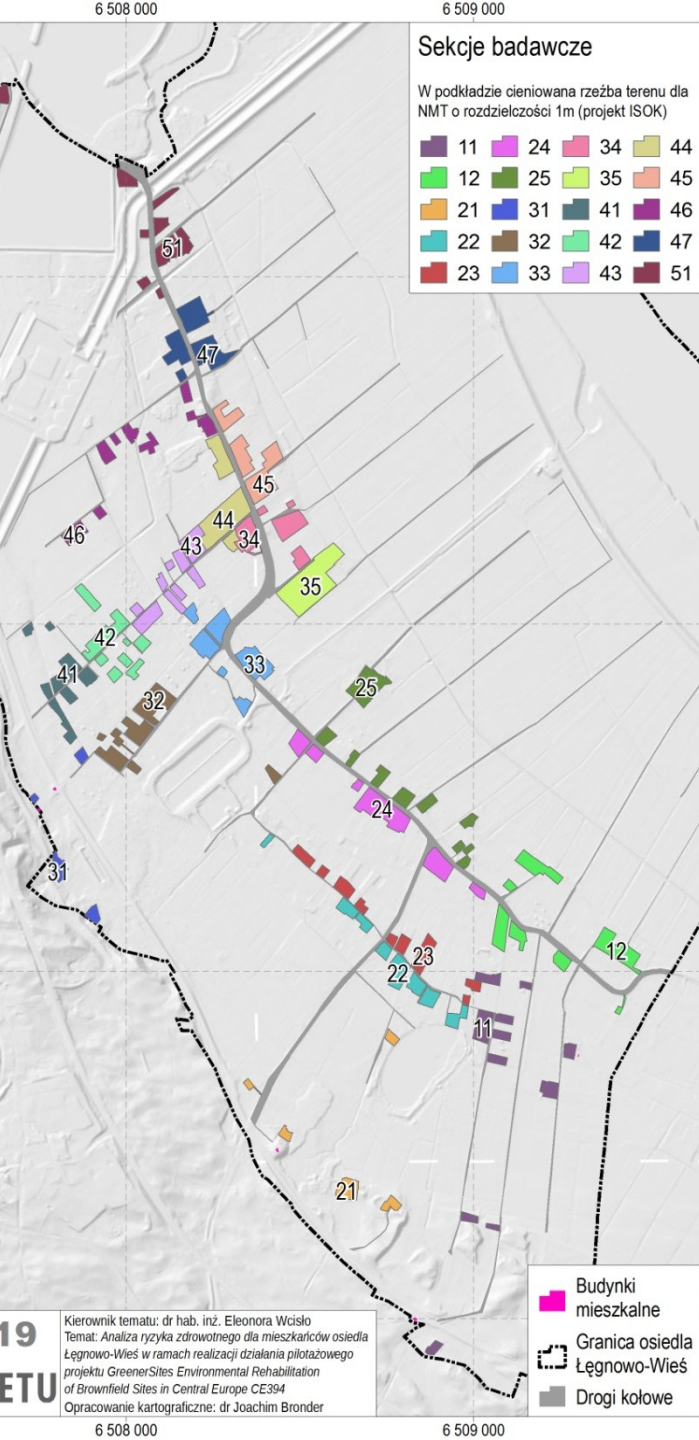 6 508 000 6 509 000
Sekcje badawcze
W podkładzie cieniowana rzeźba terenu dla
NMT o rozdzielczości 1m (projekt ISOK)
11 24 34 44
12 25 35 45
21 31 41 46
22 32 42 47
23 33 43 51
51
47
45
44
34
46
43
35
42
33
41
25
32
24
31
12
23
22
11
21
Budynki
mieszkalne
Granica osiedla
Łęgnowo-Wieś
Drogi kołowe
19
ETU
Kierownik tematu: dr hab. inż. Eleonora Wcisło
Temat: Analiza ryzyka zdrowotnego dla mieszkańców osiedla
Łęgnowo-Wieś w ramach realizacji działania pilotażowego
projektu GreenerSites Environmental Rehabilitation
of Brownfield Sites in Central Europe CE394
Opracowanie kartograficzne: dr Joachim Bronder
6 508 000 6 509 000